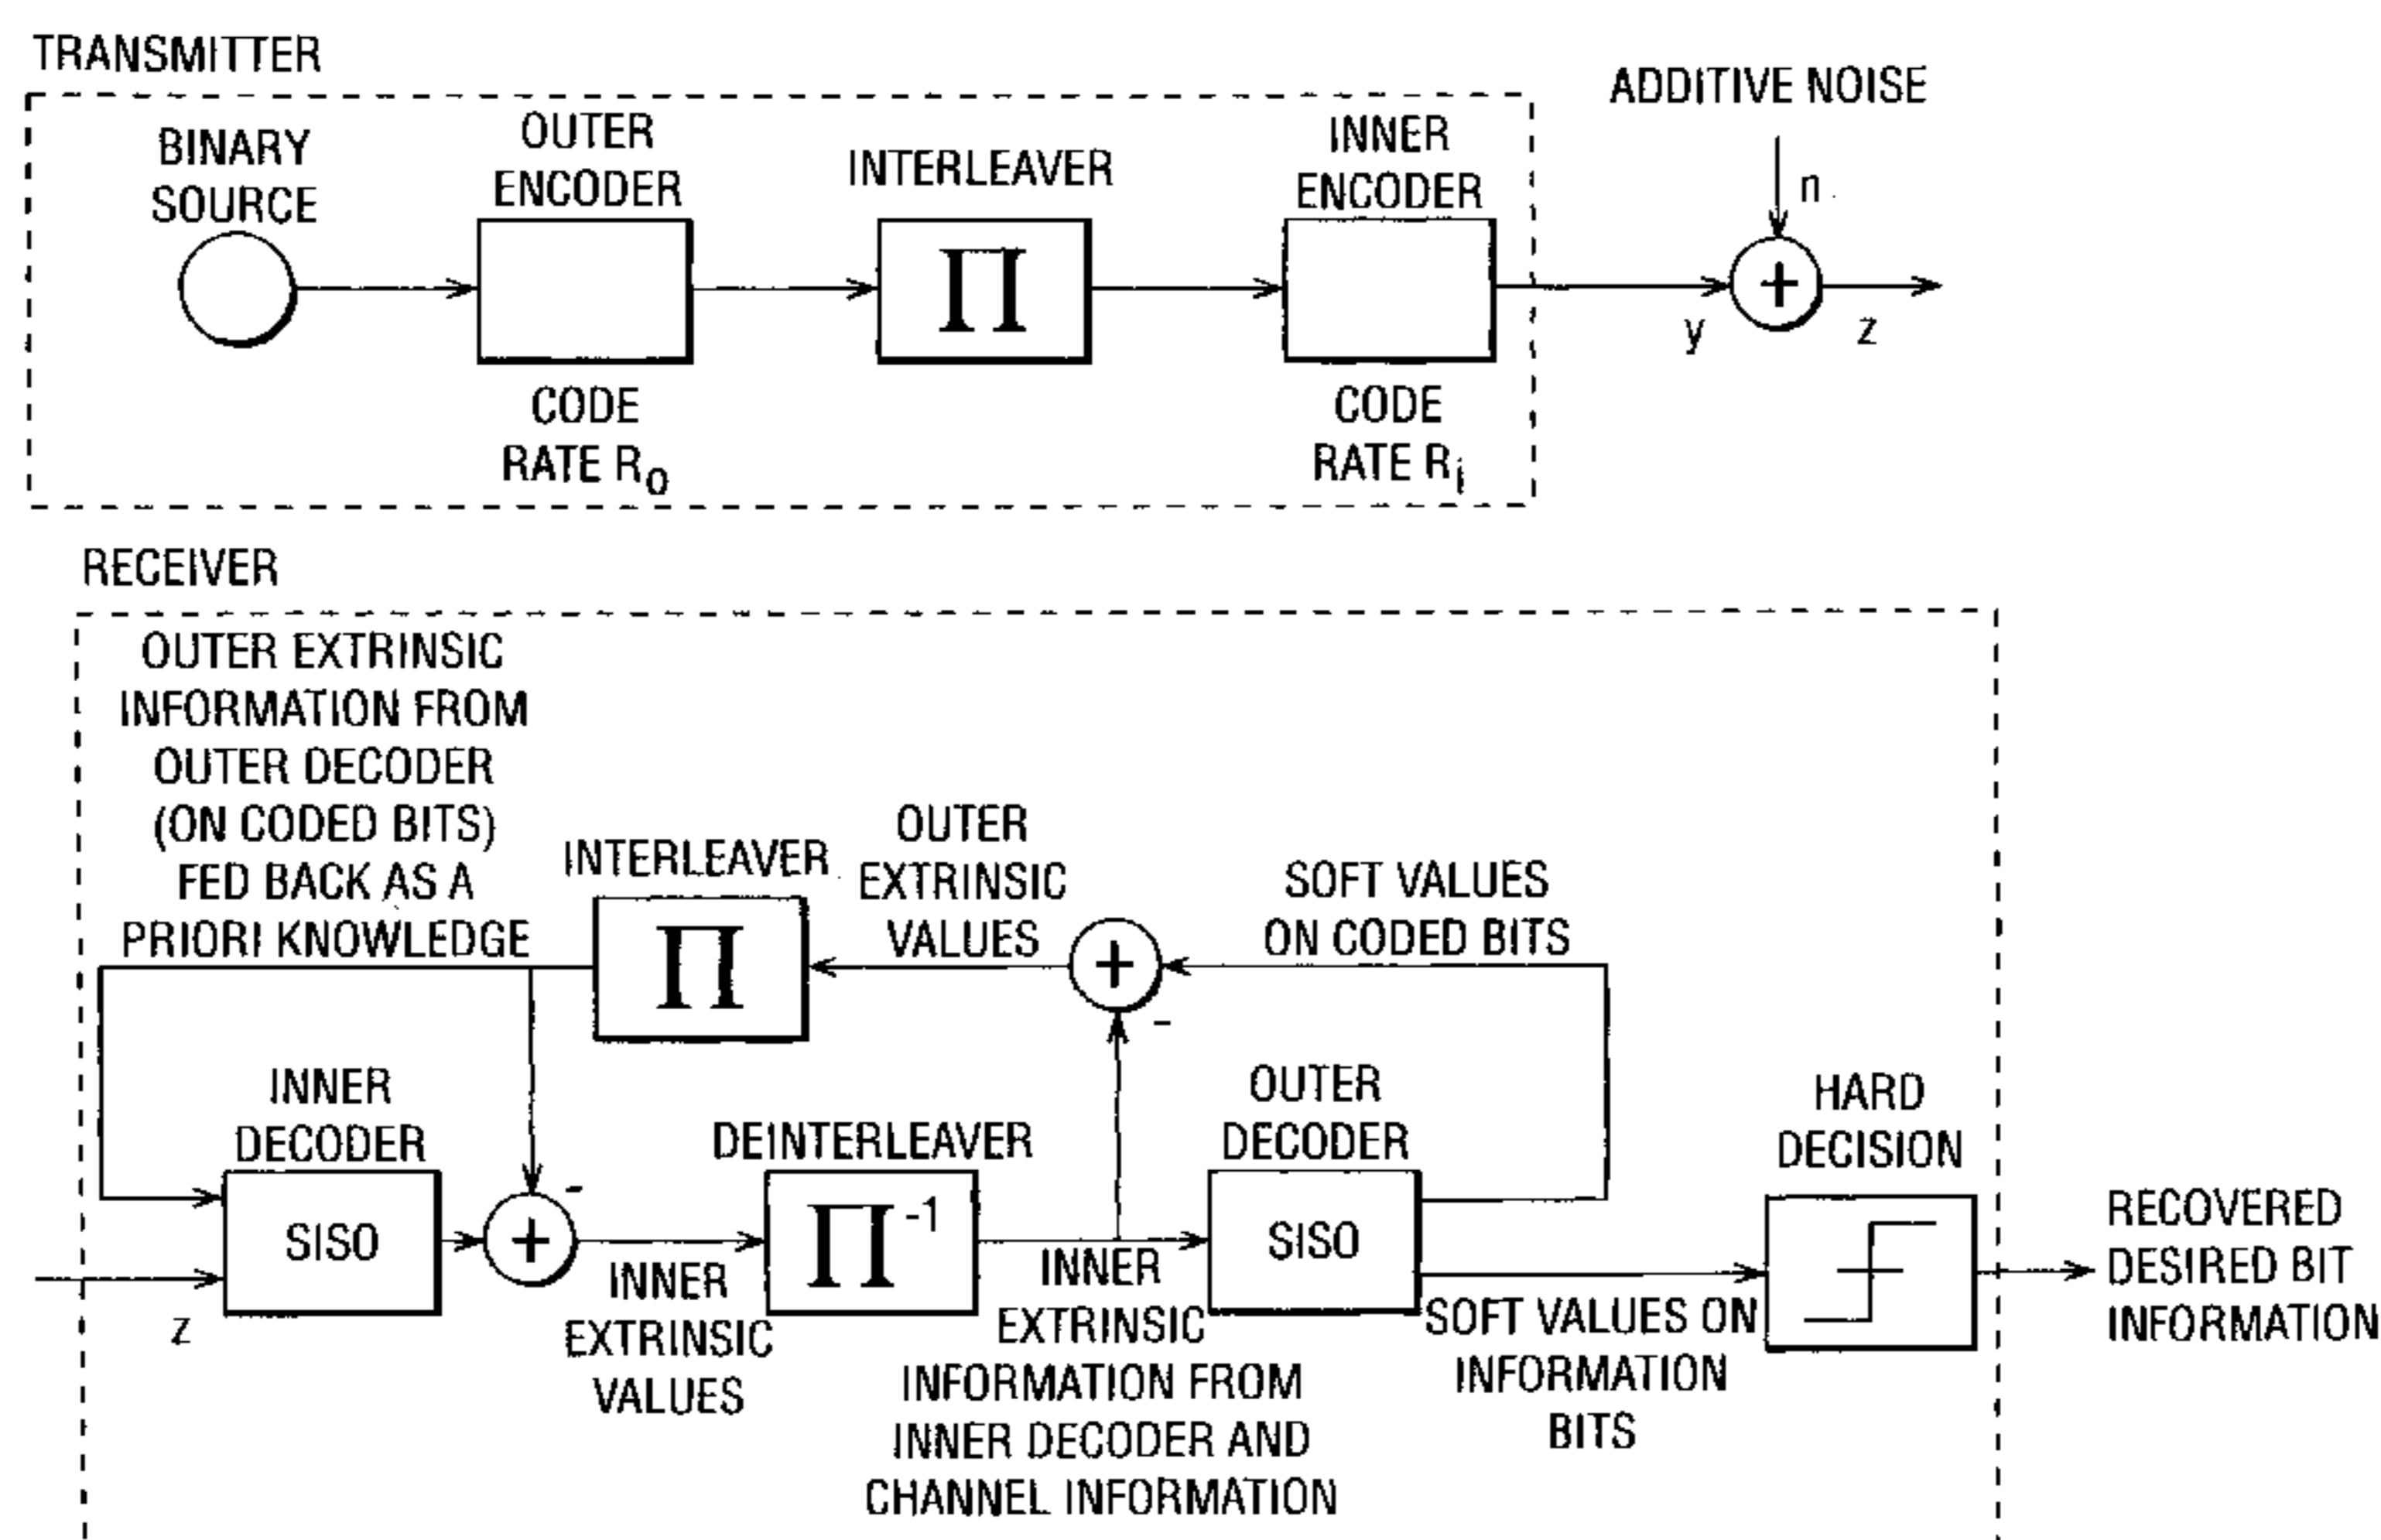 TRANSMITTER
BINARY
SOURCE
OUTER
ENCODER
CODE
RATE Ro
INTERLEAVER
Π
INNER
ENCODER
CODE
RATE Ri
ADDITIVE NOISE
n
+
y
z
RECEIVER
OUTER EXTRINSIC
INFORMATION FROM
OUTER DECODER
(ON CODED BITS)
FED BACK AS A
PRIORI KNOWLEDGE
INTERLEAVER
Π
OUTER
EXTRINSIC
VALUES
+
-
SOFT VALUES
ON CODED BITS
INNER
DECODER
SISO
z
+
-
INNER
EXTRINSIC
VALUES
DEINTERLEAVER
Π-1
INNER
EXTRINSIC
INFORMATION FROM
INNER DECODER AND
CHANNEL INFORMATION
OUTER
DECODER
SISO
SOFT VALUES ON
INFORMATION
BITS
HARD
DECISION
RECOVERED
DESIRED BIT
INFORMATION